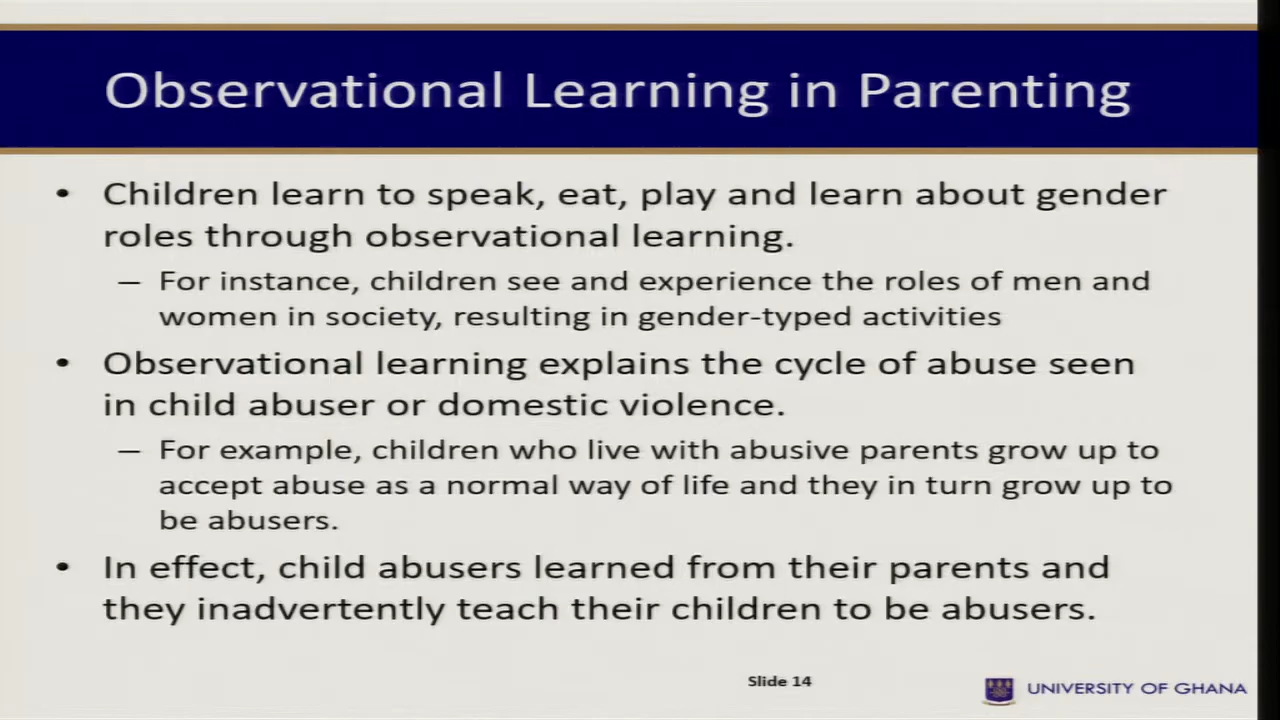 Observational Learning in Parenting
• Children learn to speak, eat, play and learn about gender
roles through observational learning.
– For instance, children see and experience the roles of men and
women in society, resulting in gender-typed activities
• Observational learning explains the cycle of abuse seen
in child abuser or domestic violence.
– For example, children who live with abusive parents grow up to
accept abuse as a normal way of life and they in turn grow up to
be abusers.
• In effect, child abusers learned from their parents and
they inadvertently teach their children to be abusers.
Slide 14
UNIVERSITY OF GHANA